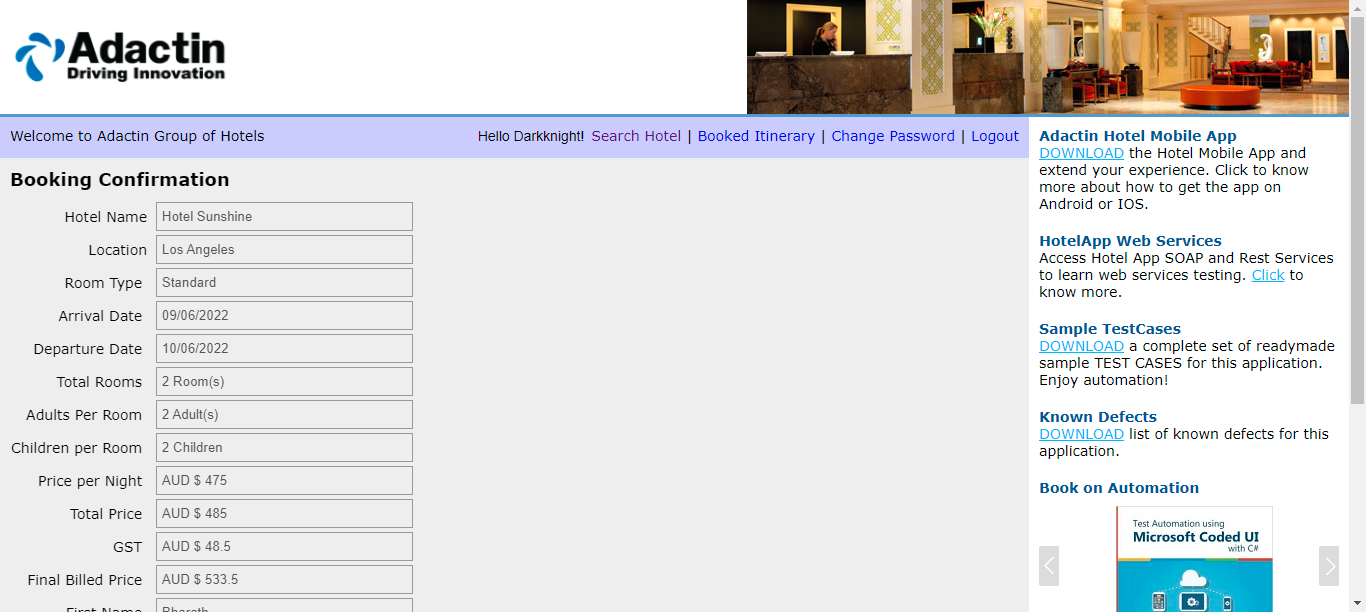 Adactin
Driving Innovation
Welcome to Adactin Group of Hotels
Hello Darkknight! Search Hotel | Booked Itinerary | Change Password | Logout
Booking Confirmation
Hotel Name Hotel Sunshine
Location Los Angeles
Room Type Standard
Arrival Date 09/06/2022
Departure Date 10/06/2022
Total Rooms 2 Room(s)
Adults Per Room 2 Adult(s)
Children per Room 2 Children
Price per Night AUD $ 475
Total Price AUD $ 485
GST AUD $ 48.5
Final Billed Price AUD $ 533.5
First Name Bharath
Adactin Hotel Mobile App
DOWNLOAD the Hotel Mobile App and
extend your experience. Click to know
more about how to get the app on
Android or IOS.
HotelApp Web Services
Access Hotel App SOAP and Rest Services
to learn web services testing. Click to
know more.
Sample TestCases
DOWNLOAD a complete set of readymade
sample TEST CASES for this application.
Enjoy automation!
Known Defects
DOWNLOAD list of known defects for this
application.
Book on Automation
Test Automation using
Microsoft Coded UI
with C#